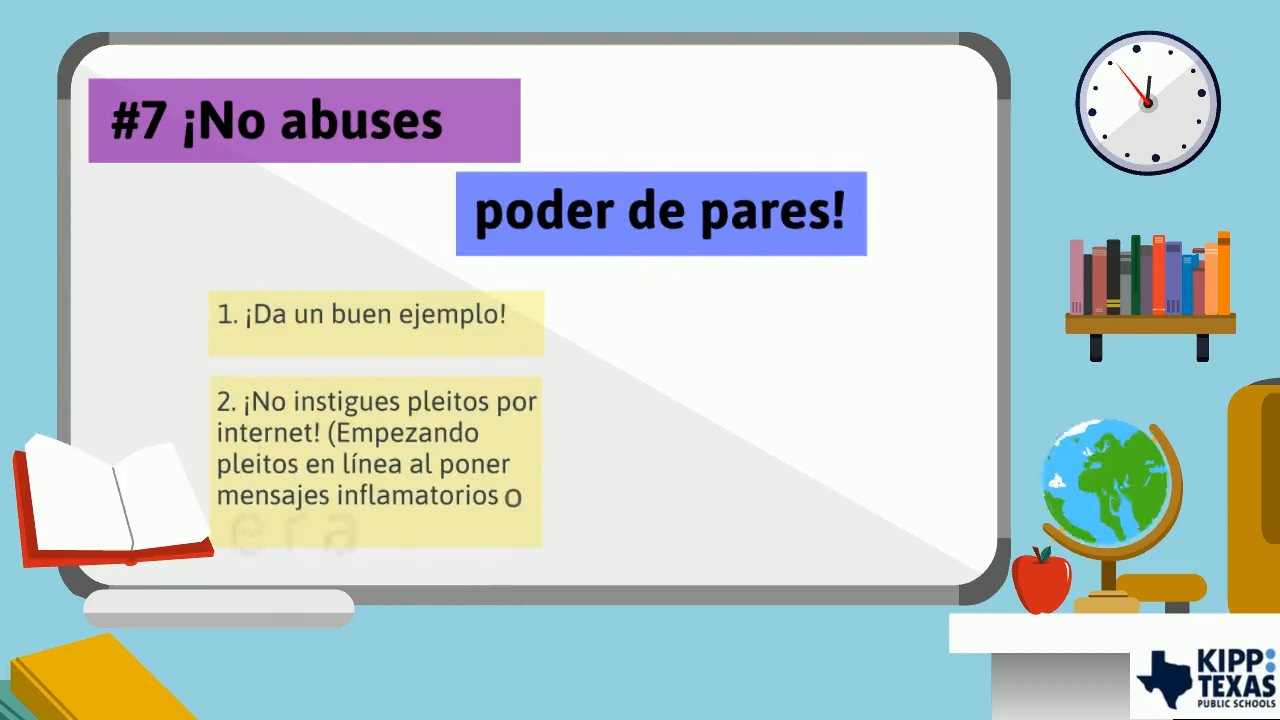 #7 ¡No abuses
poder de pares!
1. ¡Da un buen ejemplo!
2. ¡No instigues pleitos por
internet! (Empezando
pleitos en línea al poner
mensajes inflamatorios o
KIPP:
TEXAS
PUBLIC SCHOOLS